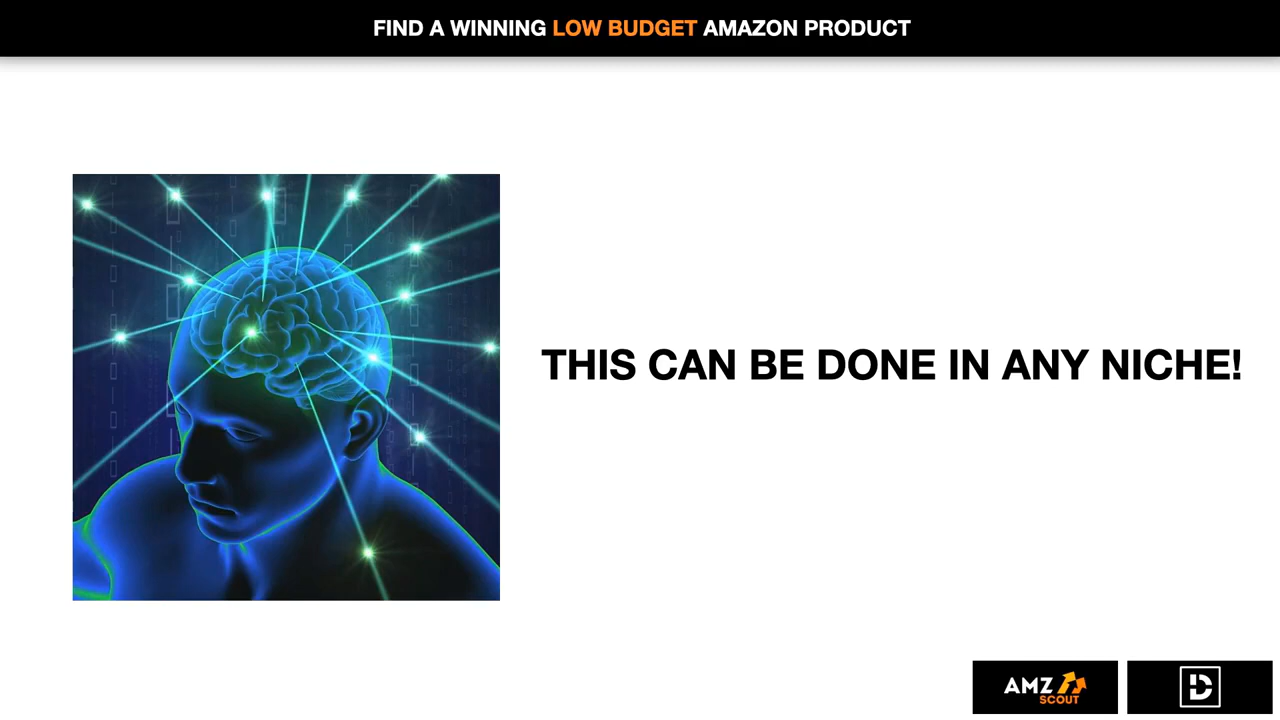 FIND A WINNING LOW BUDGET AMAZON PRODUCT
THIS CAN BE DONE IN ANY NICHE!
AMZ
SCOUT